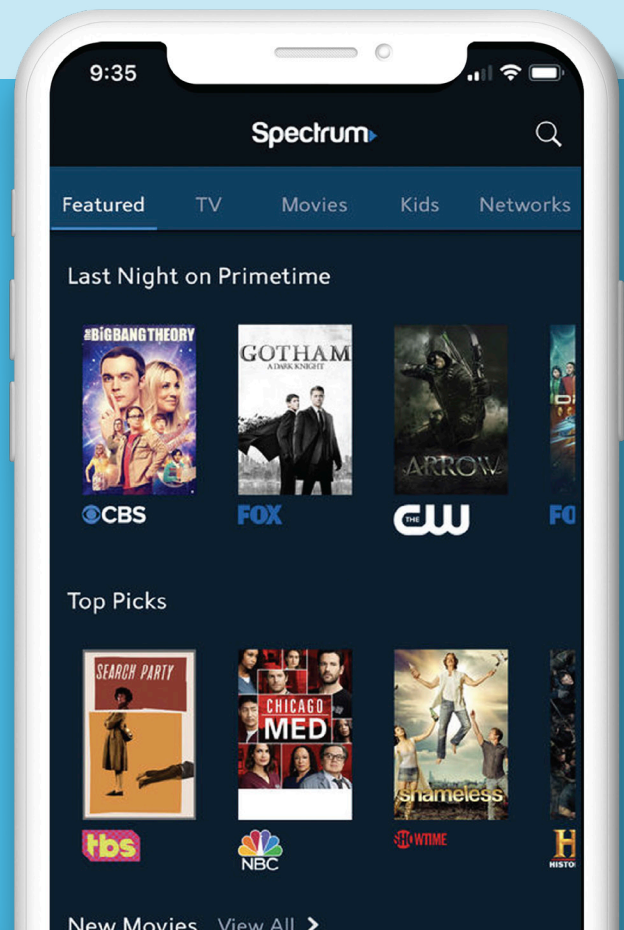 9:35
Spectrum
Featured TV Movies Kids Networks
Last Night on Primetime
THE BIG BANG THEORY
GOTHAM
A DARK KNIGHT
ARROW
CBS
FOX
THE CW
FO
Top Picks
SEARCH PARTY
CHICAGO
MED
shameless
tbs
NBC
SHOWTIME
H
HISTO
New Movies View All >